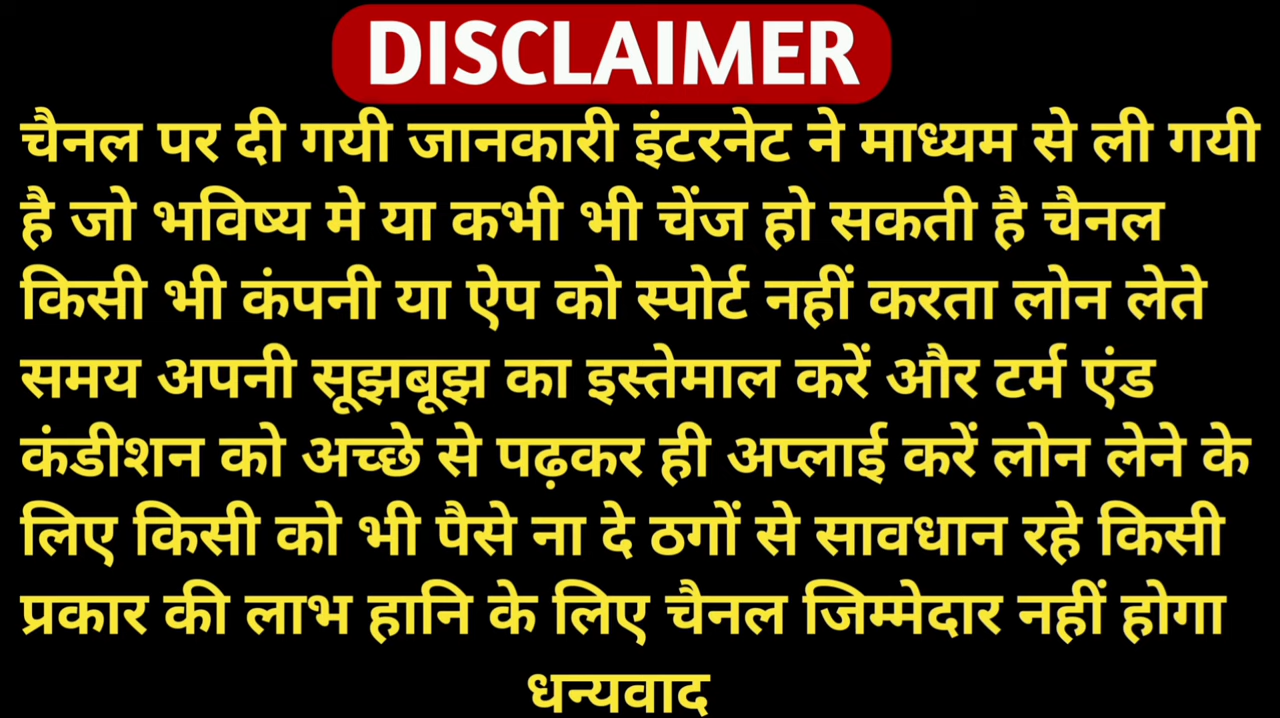 DISCLAIMER
चैनल पर दी गयी जानकारी इंटरनेट ने माध्यम से ली गयी
है जो भविष्य मे या कभी भी चेंज हो सकती है चैनल
किसी भी कंपनी या ऐप को स्पोर्ट नहीं करता लोन लेते
समय अपनी सूझबूझ का इस्तेमाल करें और टर्म एंड
कंडीशन को अच्छे से पढ़कर ही अप्लाई करें लोन लेने के
लिए किसी को भी पैसे ना दे ठगों से सावधान रहे किसी
प्रकार की लाभ हानि के लिए चैनल जिम्मेदार नहीं होगा
धन्यवाद